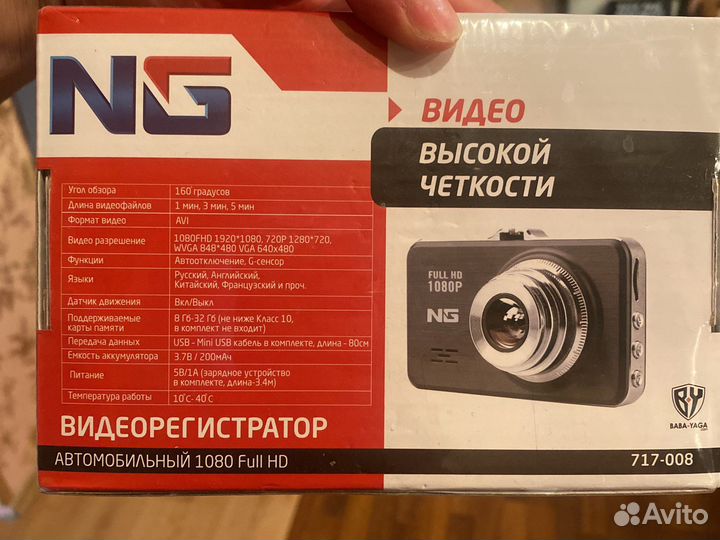 NG
ВИДЕО
ВЫСОКОЙ
ЧЕТКОСТИ
Угол обзора 160 градусов
Длина видеофайлов 1 мин, 3 мин, 5 мин
Формат видео AVI
Видео разрешение 1080FHD 1920*1080, 720P 1280*720,
WVGA 848*480 VGA 640x480
Функции Автоотключение, G-сенсор
Языки Русский, Английский,
Китайский, Французский и проч.
Датчик движения Вкл/Выкл
Поддерживаемые 8 Гб-32 Гб (не ниже Класс 10,
карты памяти в комплект не входит)
Передача данных USB - Mini USB кабель в комплекте, длина - 80см
Емкость аккумулятора 3.7В / 200мАч
Питание 5В/1А (зарядное устройство
в комплекте, длина-3.4м)
Температура работы 10°С- 40°С
FULL HD
1080P
NG
BY
BABA-YAGA
ВИДЕОРЕГИСТРАТОР
АВТОМОБИЛЬНЫЙ 1080 Full HD
717-008
Avito